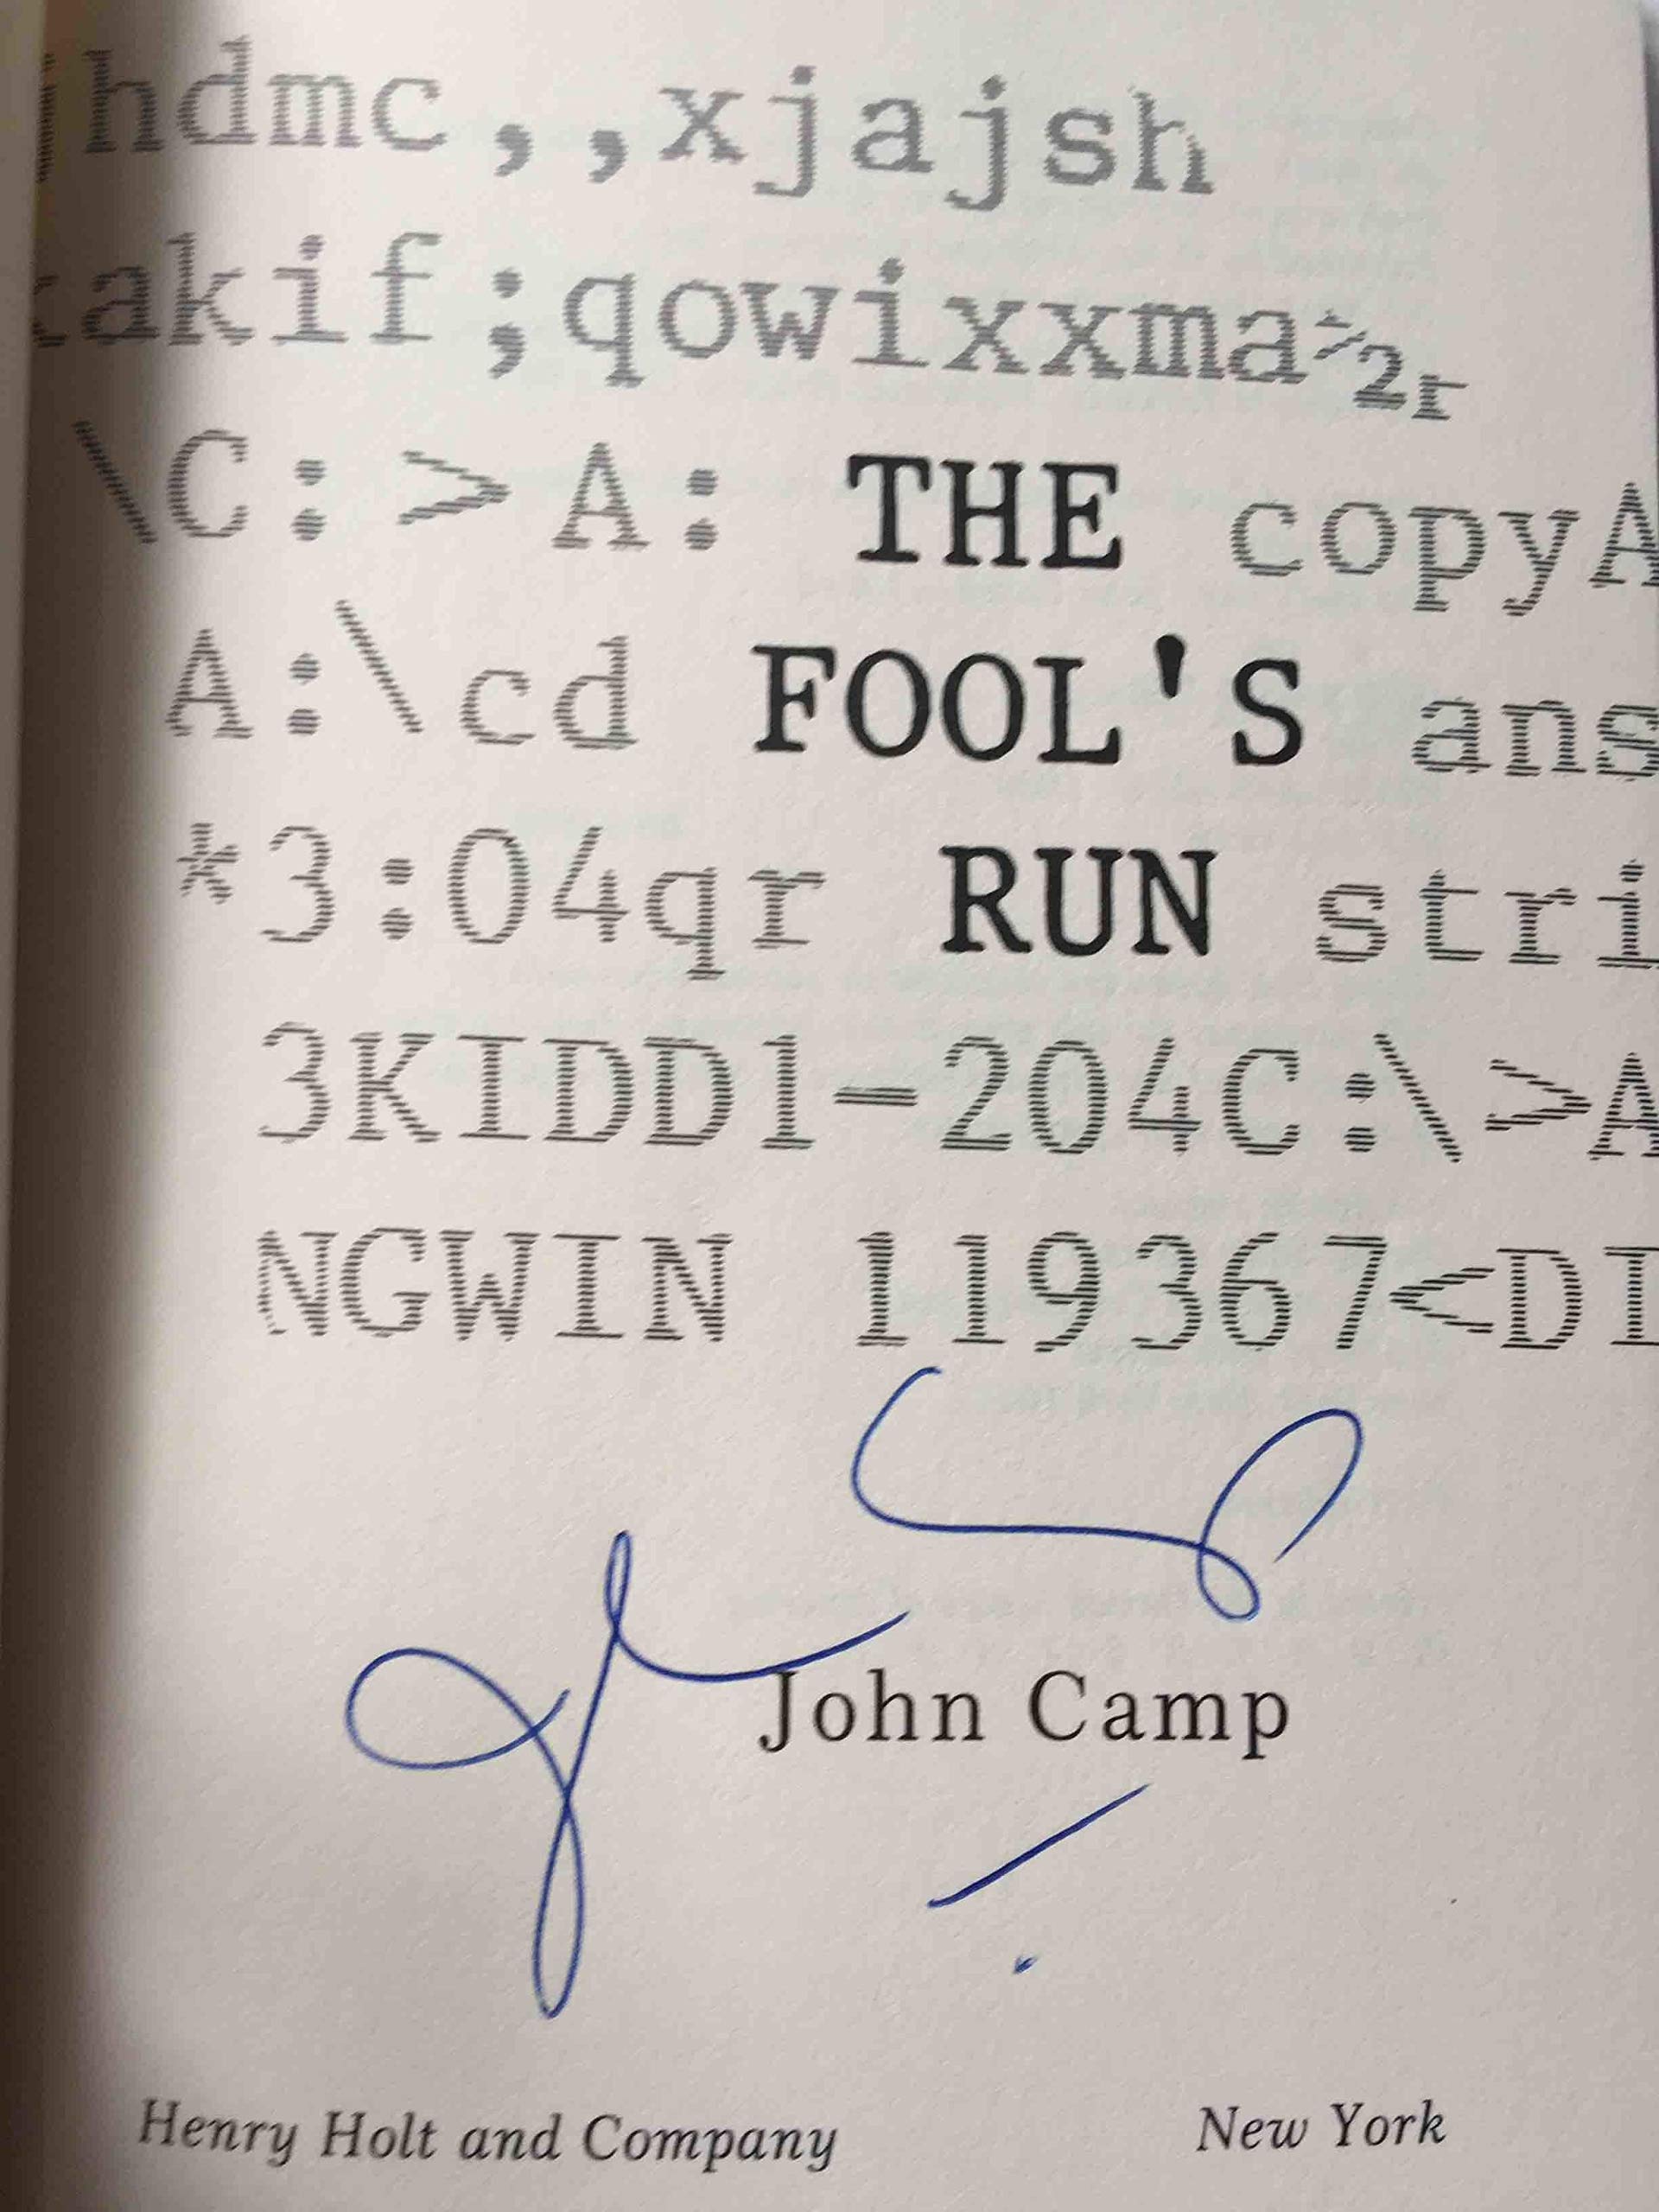 hdmc,,xjajsh
akif;qowixxma>2r
\C:>A: THE copyA
A:\cd FOOL'S ans
*3:04qr RUN stri
3KIDD1-204C:\>A
NGWIN 119367<DI
John Camp
Henry Holt and Company New York